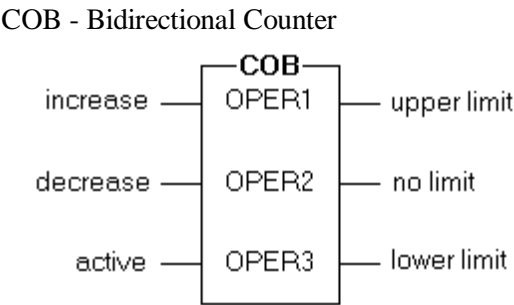 COB - Bidirectional Counter
COB
increase OPER1 upper limit
decrease OPER2 no limit
active OPER3 lower limit